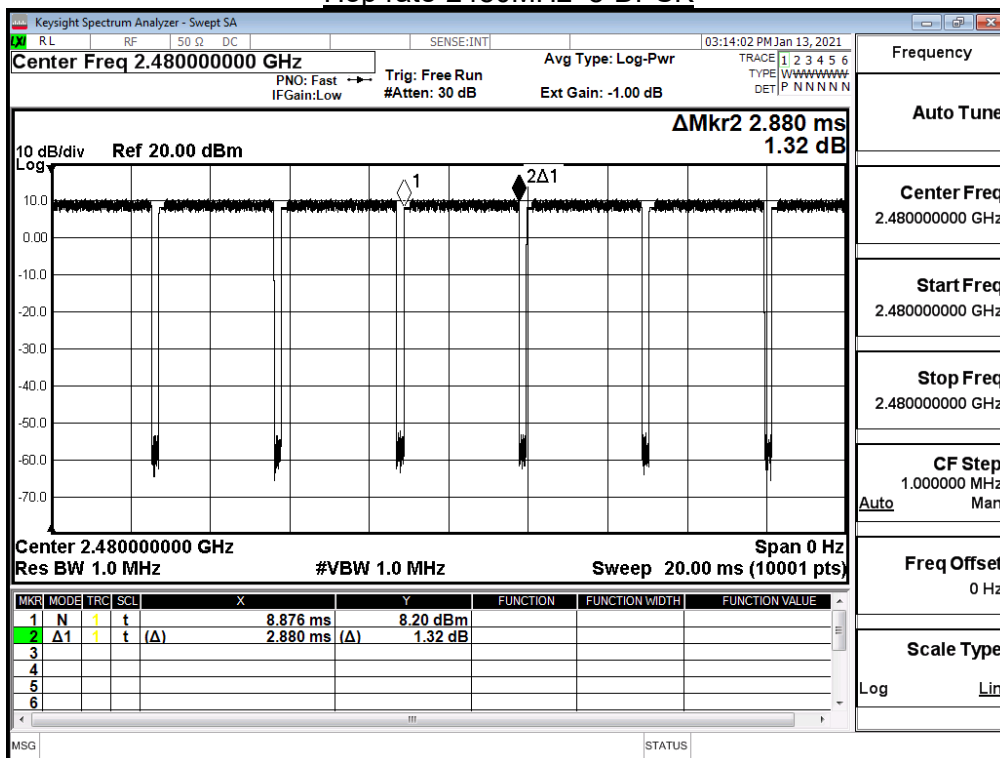 Hop rate 2480MHz 8-DPSK
Keysight Spectrum Analyzer - Swept SA
LXI RL RF 50 Ω DC SENSE:INT 03:14:02 PM Jan 13, 2021
Center Freq 2.480000000 GHz
PNO: Fast
IFGain:Low
Trig: Free Run
#Atten: 30 dB
Avg Type: Log-Pwr
Ext Gain: -1.00 dB
TRACE 1 2 3 4 5 6
TYPE WWWWWW
DET P N N N N N
ΔMkr2 2.880 ms
1.32 dB
10 dB/div Ref 20.00 dBm
Log
1
2Δ1
10.0
0.00
-10.0
-20.0
-30.0
-40.0
-50.0
-60.0
-70.0
Center 2.480000000 GHz Span 0 Hz
Res BW 1.0 MHz #VBW 1.0 MHz Sweep 20.00 ms (10001 pts)
MKR MODE TRC SCL X Y FUNCTION FUNCTION WIDTH FUNCTION VALUE
1 N 1 t 8.876 ms 8.20 dBm
2 Δ1 1 t (Δ) 2.880 ms (Δ) 1.32 dB
3
4
5
6
MSG STATUS
Frequency
Auto Tune
Center Freq
2.480000000 GHz
Start Freq
2.480000000 GHz
Stop Freq
2.480000000 GHz
CF Step
1.000000 MHz
Auto Man
Freq Offset
0 Hz
Scale Type
Log Lin